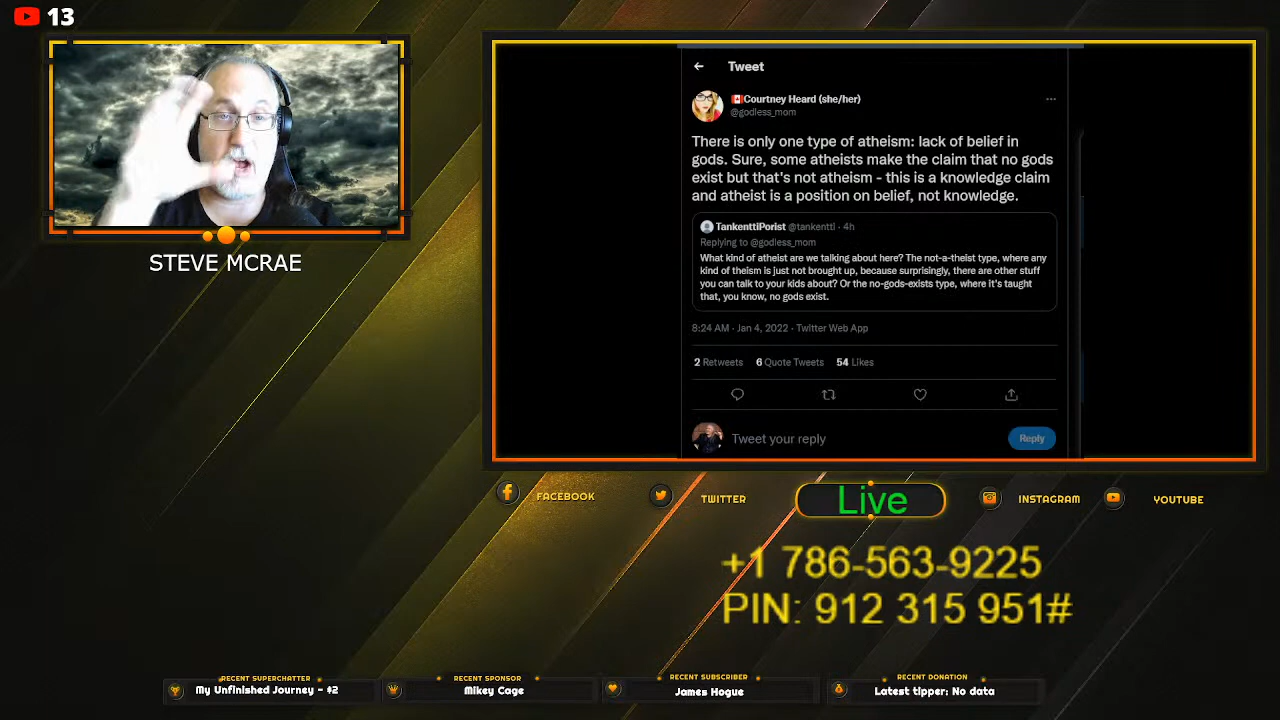 13
STEVE MCRAE
Tweet
Courtney Heard (she/her)
@godless_mom
There is only one type of atheism: lack of belief in
gods. Sure, some atheists make the claim that no gods
exist but that's not atheism - this is a knowledge claim
and atheist is a position on belief, not knowledge.
TankenttiPorist @tankentti · 4h
Replying to @godless_mom
What kind of atheist are we talking about here? The not-a-theist type, where any
kind of theism is just not brought up, because surprisingly, there are other stuff
you can talk to your kids about? Or the no-gods-exists type, where it's taught
that, you know, no gods exist.
8:24 AM · Jan 4, 2022 · Twitter Web App
2 Retweets 6 Quote Tweets 54 Likes
Tweet your reply Reply
FACEBOOK TWITTER Live INSTAGRAM YOUTUBE
+1 786-563-9225
PIN: 912 315 951#
RECENT SUPERCHATTER RECENT SPONSOR RECENT SUBSCRIBER RECENT DONATION
My Unfinished Journey - $2 Mikey Cage James Hogue Latest tipper: No data